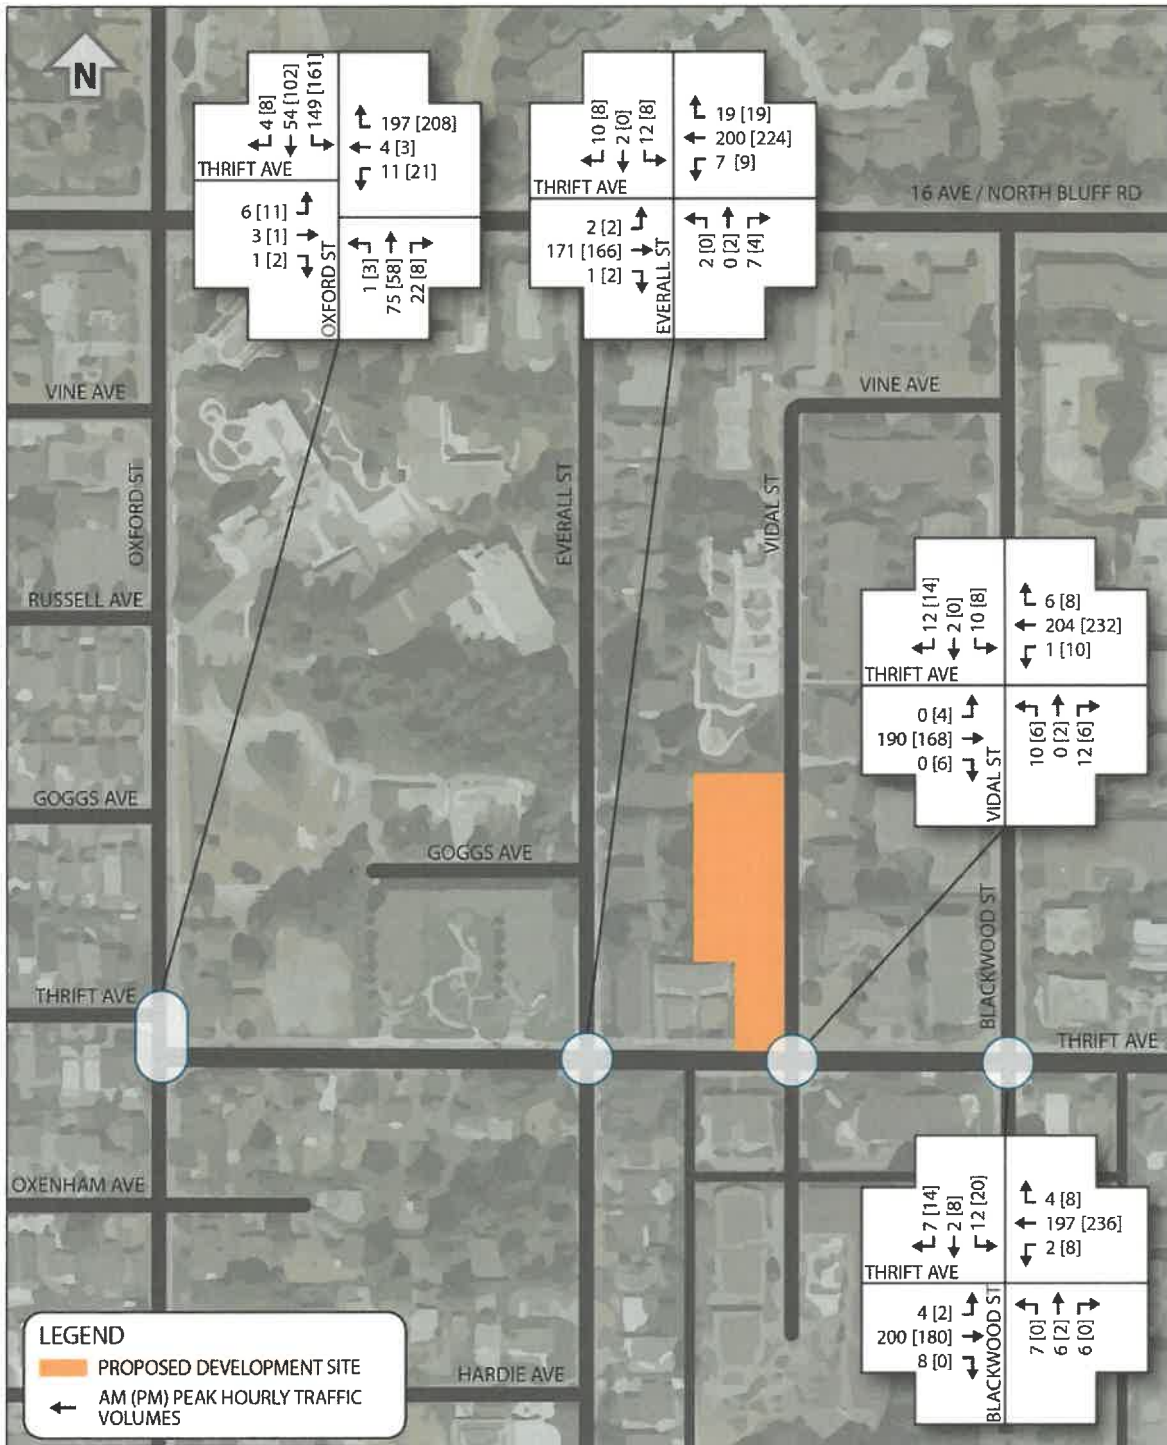 N
4 [8]
54 [102]
149 [161]
197 [208]
4 [3]
11 [21]
THRIFT AVE
6 [11]
3 [1]
1 [2]
OXFORD ST
1 [3]
75 [58]
22 [8]
10 [8]
2 [0]
12 [8]
19 [19]
200 [224]
7 [9]
THRIFT AVE
2 [2]
171 [166]
1 [2]
EVERALL ST
2 [0]
0 [2]
7 [4]
16 AVE / NORTH BLUFF RD
VINE AVE
VINE AVE
OXFORD ST
EVERALL ST
VIDAL ST
RUSSELL AVE
12 [14]
2 [0]
10 [8]
6 [8]
204 [232]
1 [10]
THRIFT AVE
0 [4]
190 [168]
0 [6]
VIDAL ST
10 [6]
0 [2]
12 [6]
GOGGS AVE
GOGGS AVE
BLACKWOOD ST
THRIFT AVE
THRIFT AVE
OXENHAM AVE
7 [14]
2 [8]
12 [20]
4 [8]
197 [236]
2 [8]
THRIFT AVE
4 [2]
200 [180]
8 [0]
BLACKWOOD ST
7 [0]
6 [2]
6 [0]
HARDIE AVE
LEGEND
PROPOSED DEVELOPMENT SITE
AM (PM) PEAK HOURLY TRAFFIC
VOLUMES